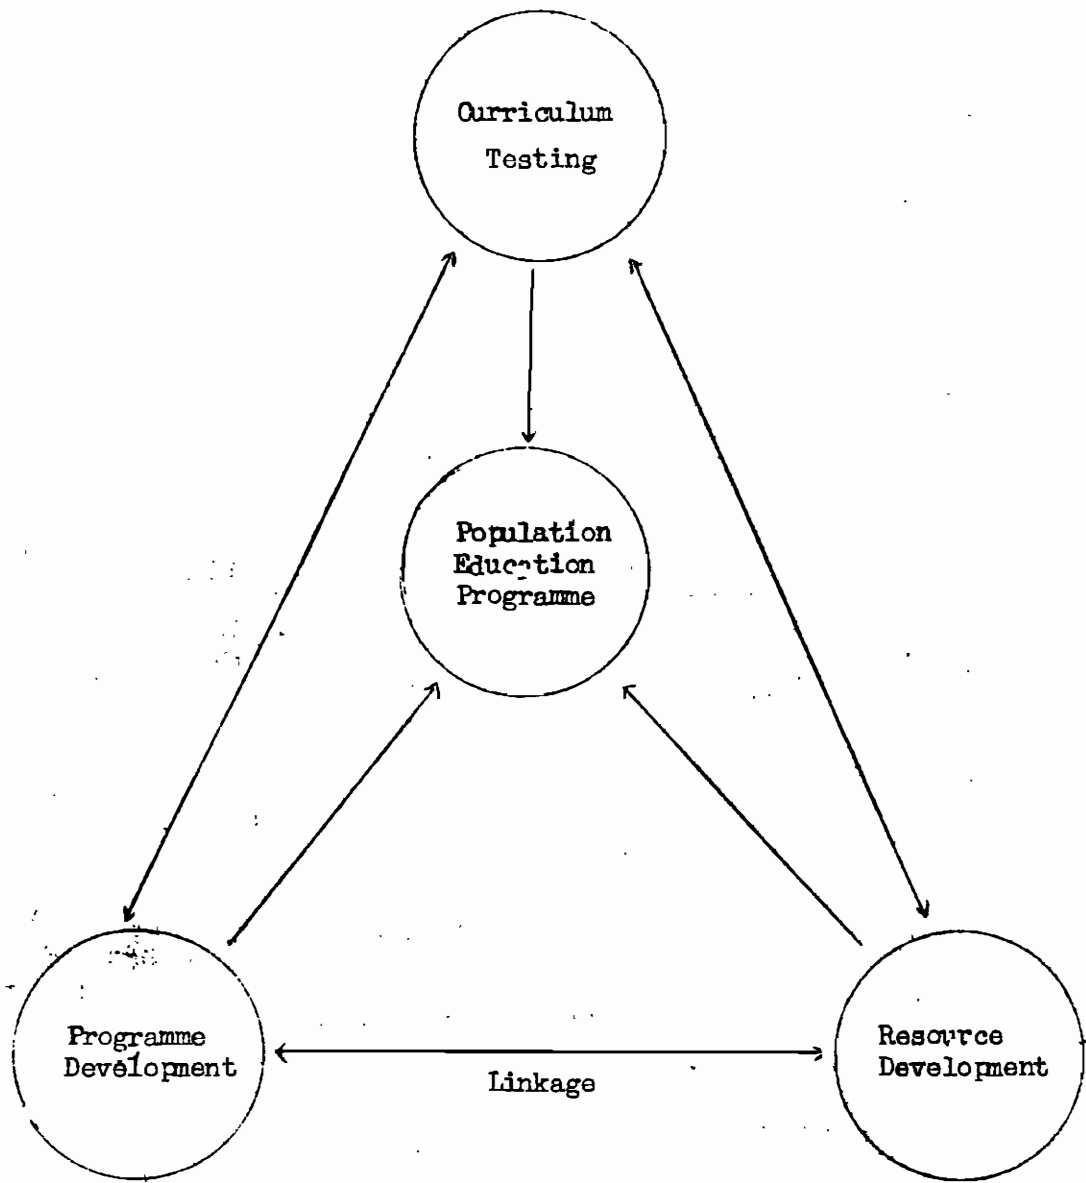 Curriculum
Testing
Population
Education
Programme
Programme
Development
Resource
Development
Linkage